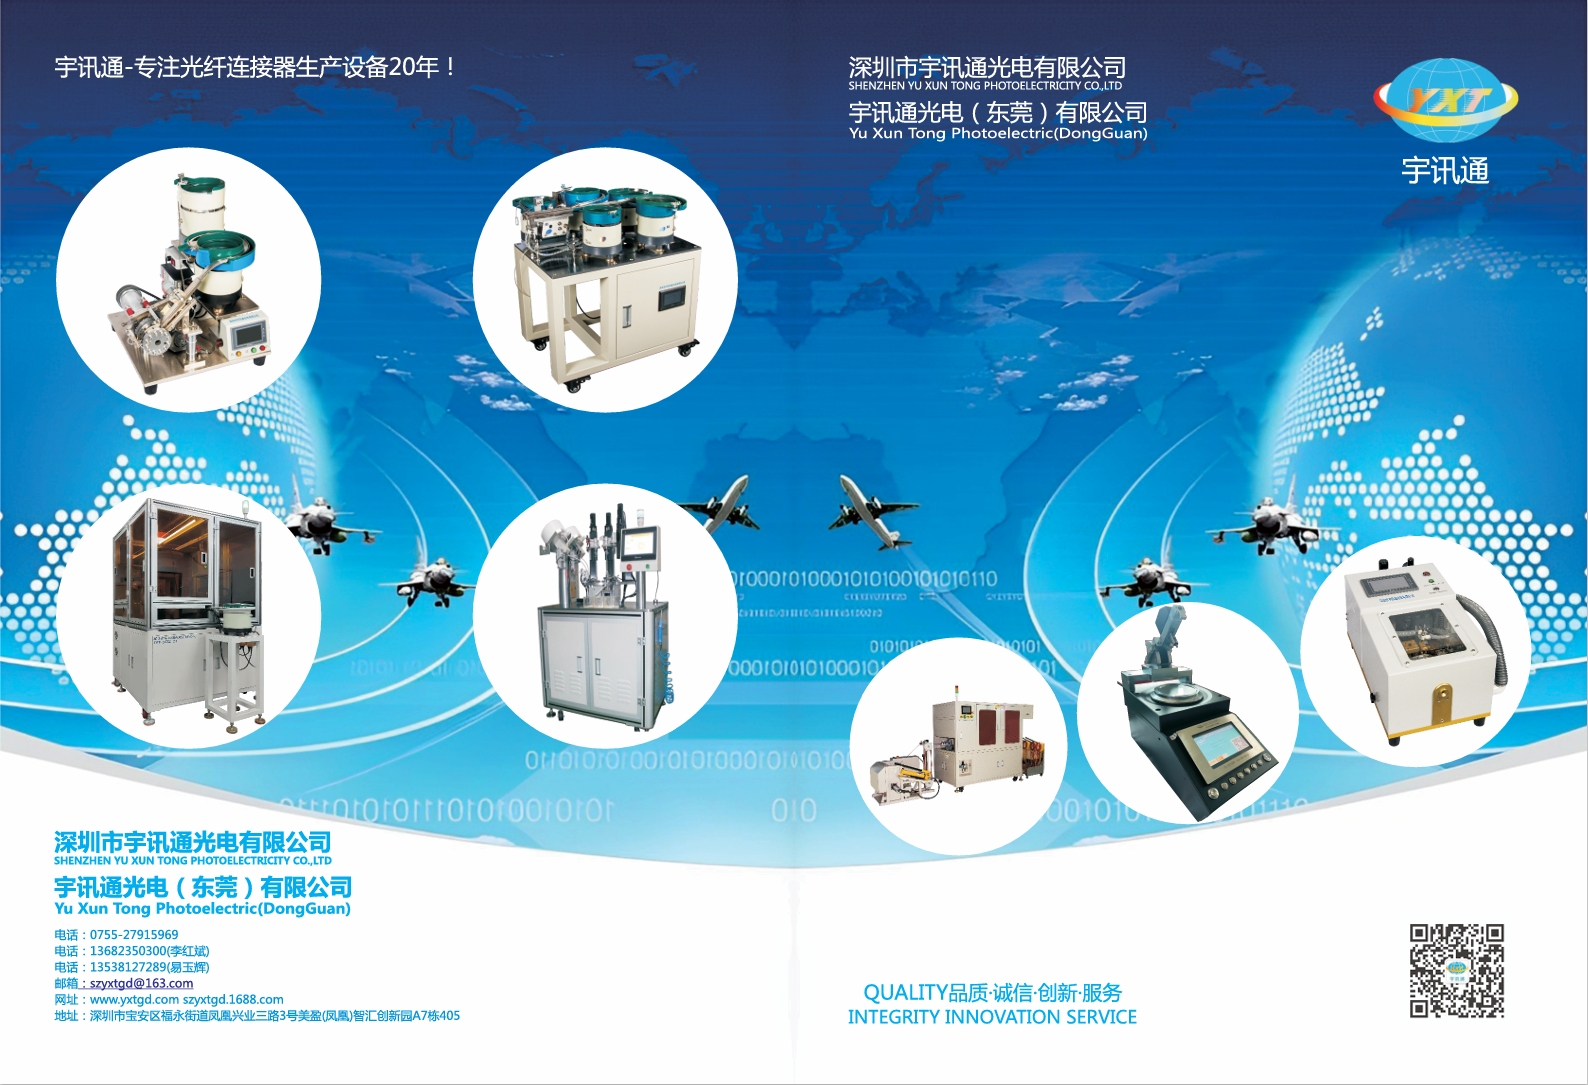 宇讯通-专注光纤连接器生产设备20年！
深圳市宇讯通光电有限公司
SHENZHEN YU XUN TONG PHOTOELECTRICITY CO.,LTD
宇讯通光电（东莞）有限公司
Yu Xun Tong Photoelectric(DongGuan)
YXT
宇讯通
深圳市宇讯通光电有限公司
SHENZHEN YU XUN TONG PHOTOELECTRICITY CO.,LTD
宇讯通光电（东莞）有限公司
Yu Xun Tong Photoelectric(DongGuan)
电话：0755-27915969
电话：13682350300(李红斌)
电话：13538127289(易玉辉)
邮箱：szyxtgd@163.com
网址：www.yxtgd.com szyxtgd.1688.com
地址：深圳市宝安区福永街道凤凰兴业三路3号美盈(凤凰)智汇创新园A7栋405
QUALITY品质·诚信·创新·服务
INTEGRITY INNOVATION SERVICE